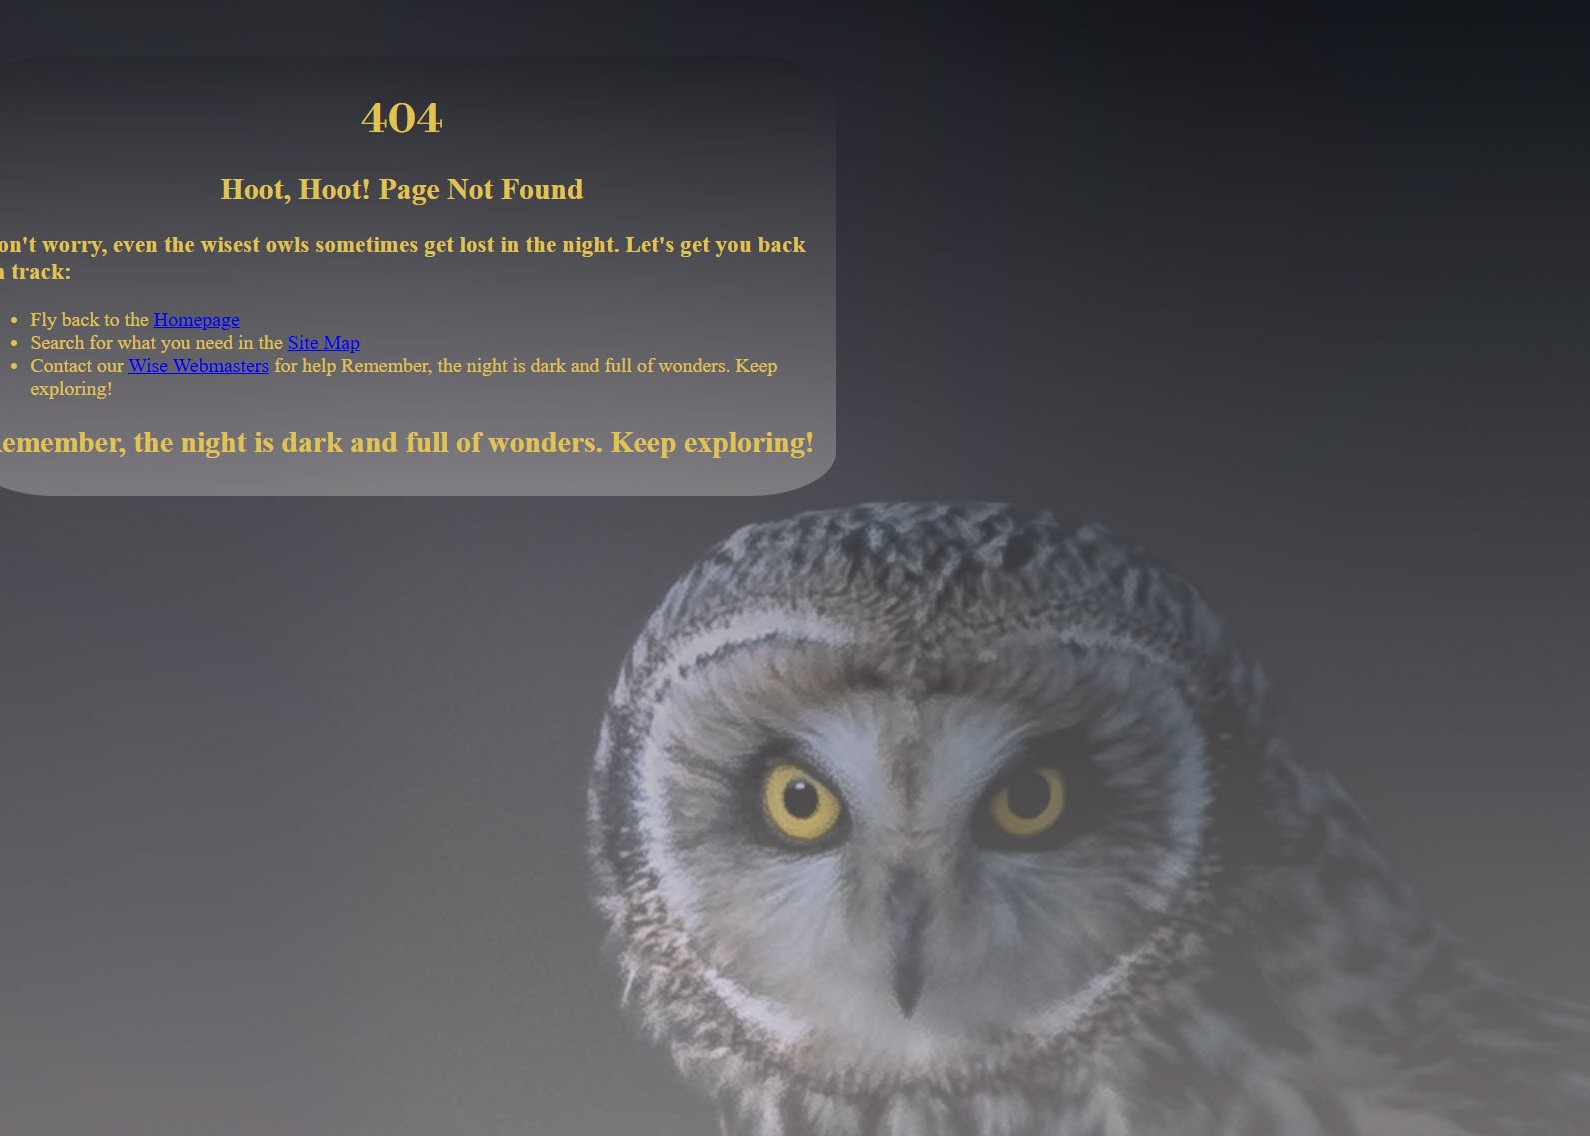 404
Hoot, Hoot! Page Not Found
on't worry, even the wisest owls sometimes get lost in the night. Let's get you back
n track:
Fly back to the Homepage
Search for what you need in the Site Map
Contact our Wise Webmasters for help Remember, the night is dark and full of wonders. Keep
exploring!
emember, the night is dark and full of wonders. Keep exploring!